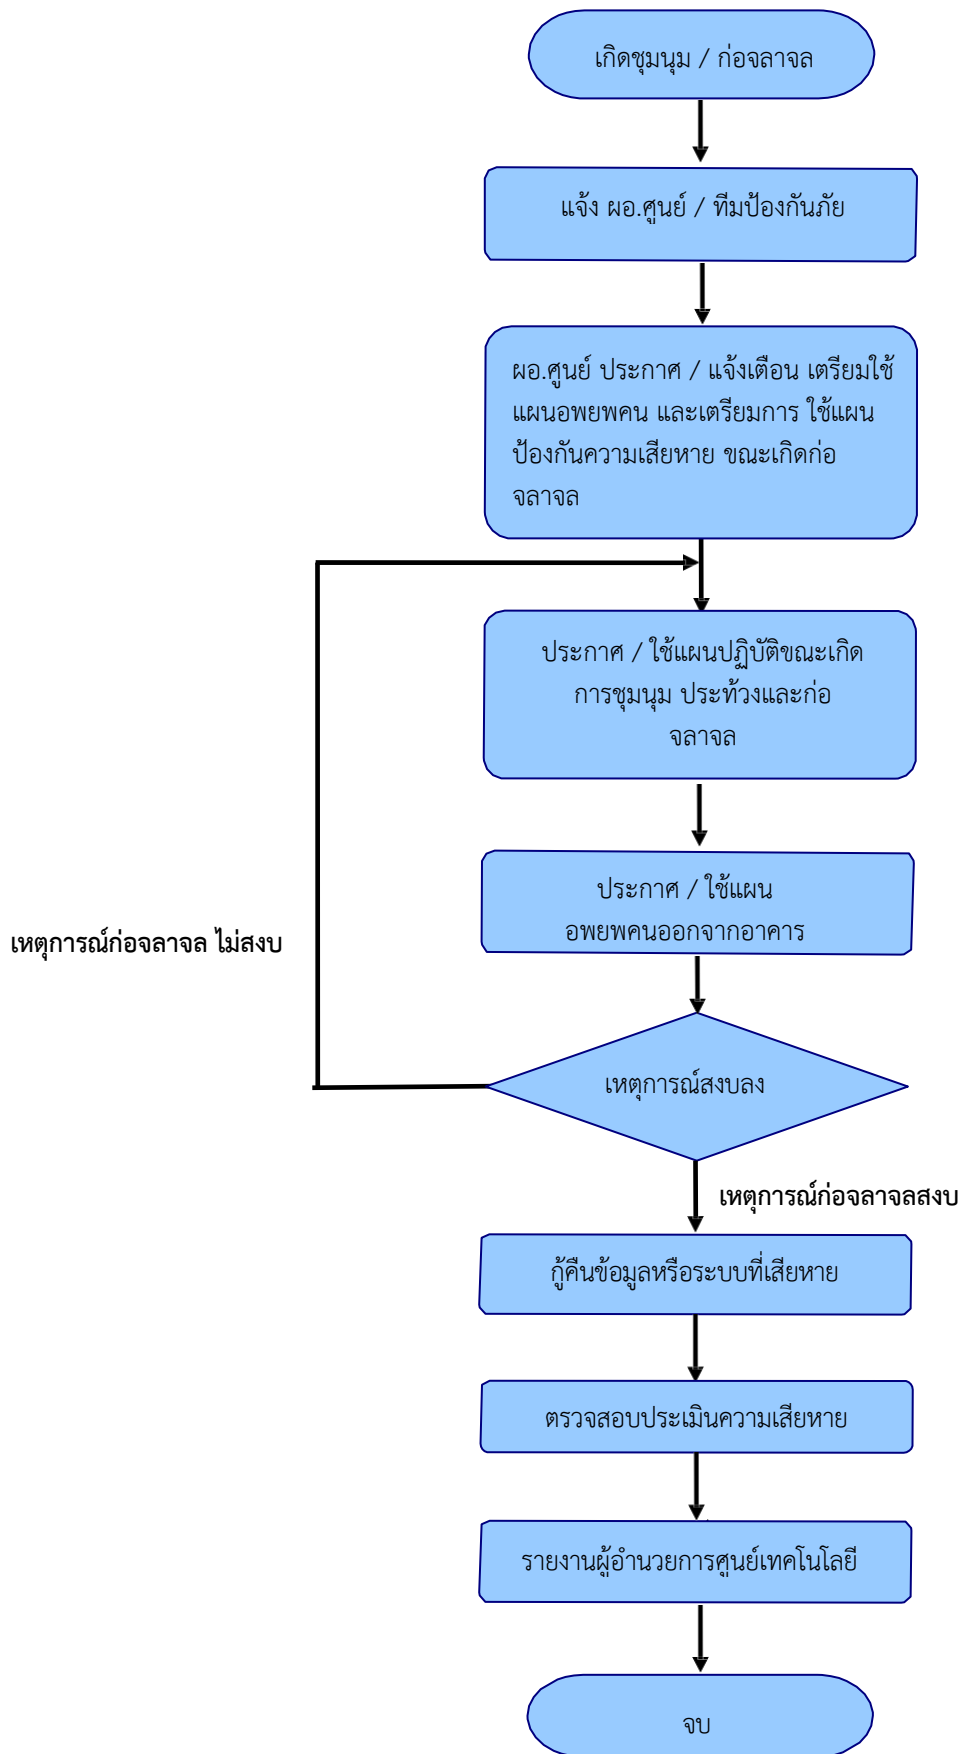 เกิดชุมนุม / ก่อจลาจล
แจ้ง ผอ.ศูนย์ / ทีมป้องกันภัย
ผอ.ศูนย์ ประกาศ / แจ้งเตือน เตรียมใช้
แผนอพยพคน และเตรียมการ ใช้แผน
ป้องกันความเสียหาย ขณะเกิดก่อ
จลาจล
ประกาศ / ใช้แผนปฏิบัติขณะเกิด
การชุมนุม ประท้วงและก่อ
จลาจล
ประกาศ / ใช้แผน
อพยพคนออกจากอาคาร
เหตุการณ์ก่อจลาจล ไม่สงบ
เหตุการณ์สงบลง
เหตุการณ์ก่อจลาจลสงบ
กู้คืนข้อมูลหรือระบบที่เสียหาย
ตรวจสอบประเมินความเสียหาย
รายงานผู้อำนวยการศูนย์เทคโนโลยี
จบ